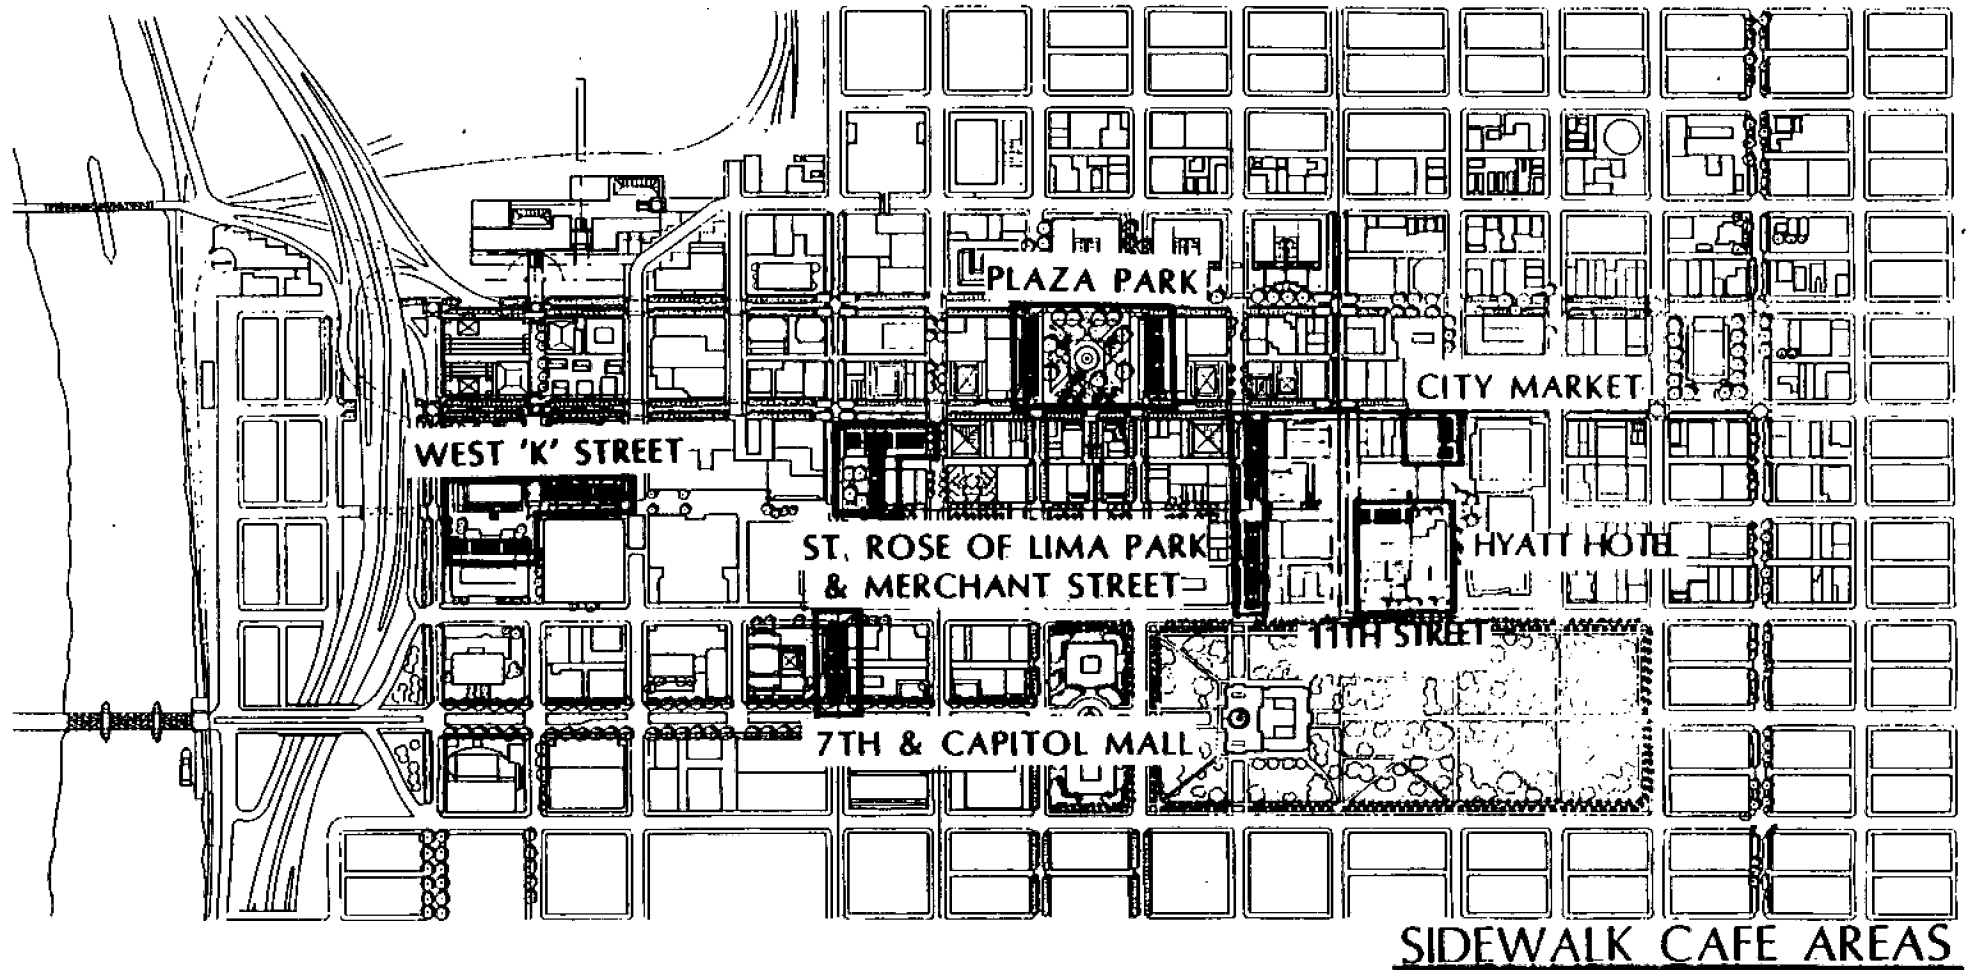 PLAZA PARK
CITY MARKET
WEST 'K' STREET
ST. ROSE OF LIMA PARK
& MERCHANT STREET
HYATT HOTEL
11TH STREET
7TH & CAPITOL MALL
SIDEWALK CAFE AREAS